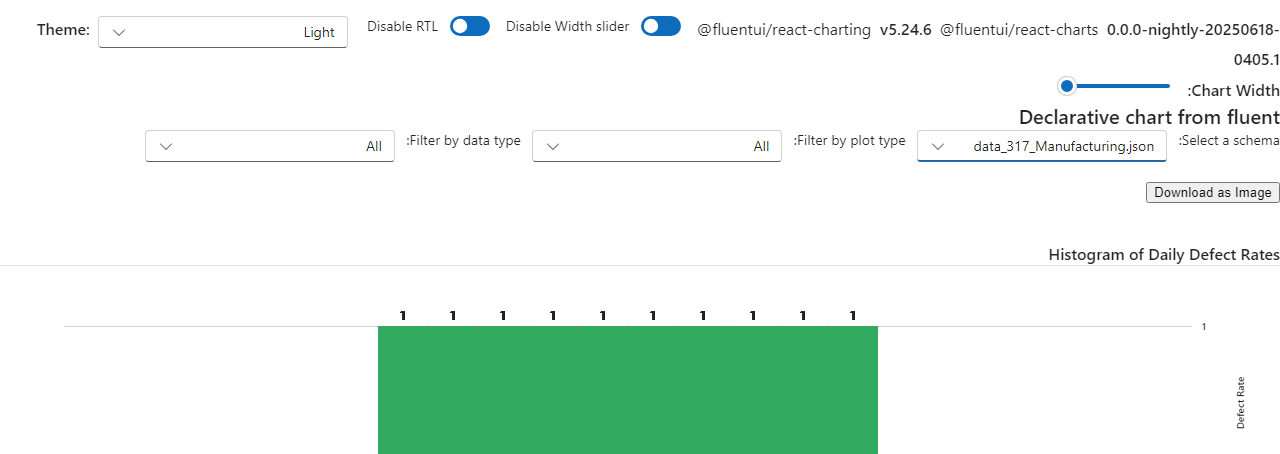 Theme: Light Disable RTL Disable Width slider @fluentui/react-charting v5.24.6 @fluentui/react-charts 0.0.0-nightly-20250618-
0405.1
:Chart Width
Declarative chart from fluent
:Select a schema data_317_Manufacturing.json :Filter by plot type All :Filter by data type All
Download as Image
Histogram of Daily Defect Rates
1 1 1 1 1 1 1 1 1 1
1
Defect Rate